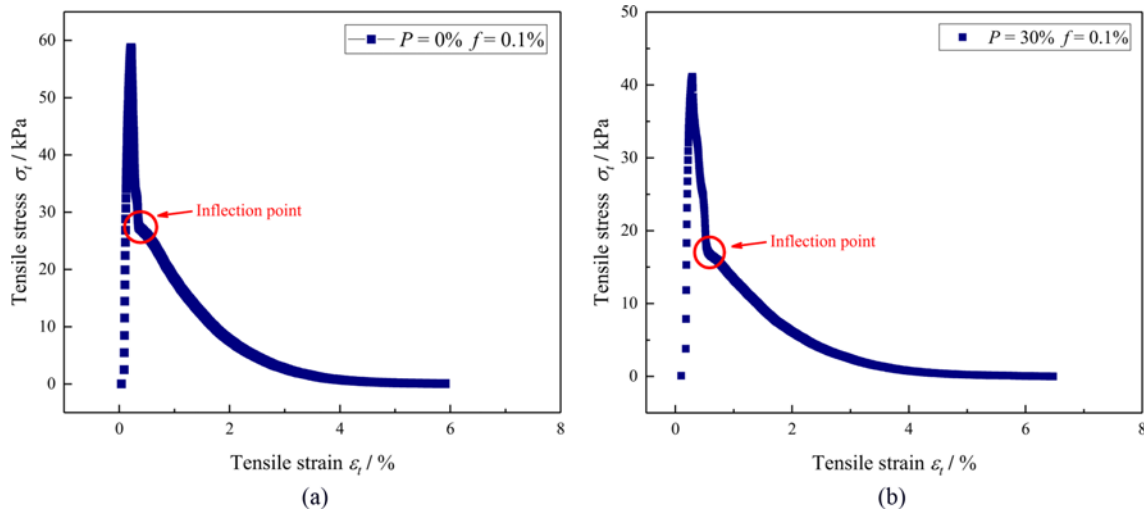 P = 0% f = 0.1%
Inflection point
60
50
40
30
20
10
0
0
2
4
6
8
Tensile stress σt / kPa
Tensile strain εt / %
(a)
P = 30% f = 0.1%
Inflection point
50
40
30
20
10
0
0
2
4
6
8
Tensile stress σt / kPa
Tensile strain εt / %
(b)